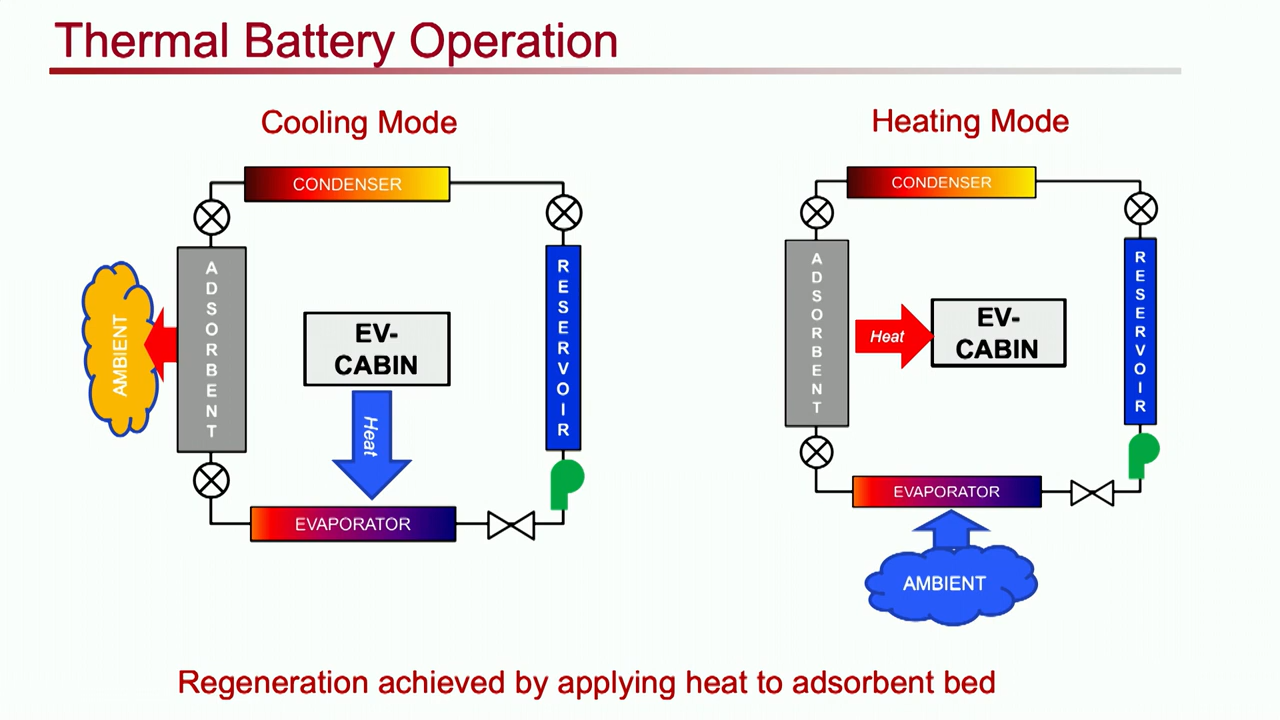 Thermal Battery Operation
Cooling Mode
CONDENSER
ADSORBENT
AMBIENT
EV-
CABIN
Heat
RESERVOIR
EVAPORATOR
Heating Mode
CONDENSER
ADSORBENT
Heat
EV-
CABIN
RESERVOIR
EVAPORATOR
AMBIENT
Regeneration achieved by applying heat to adsorbent bed